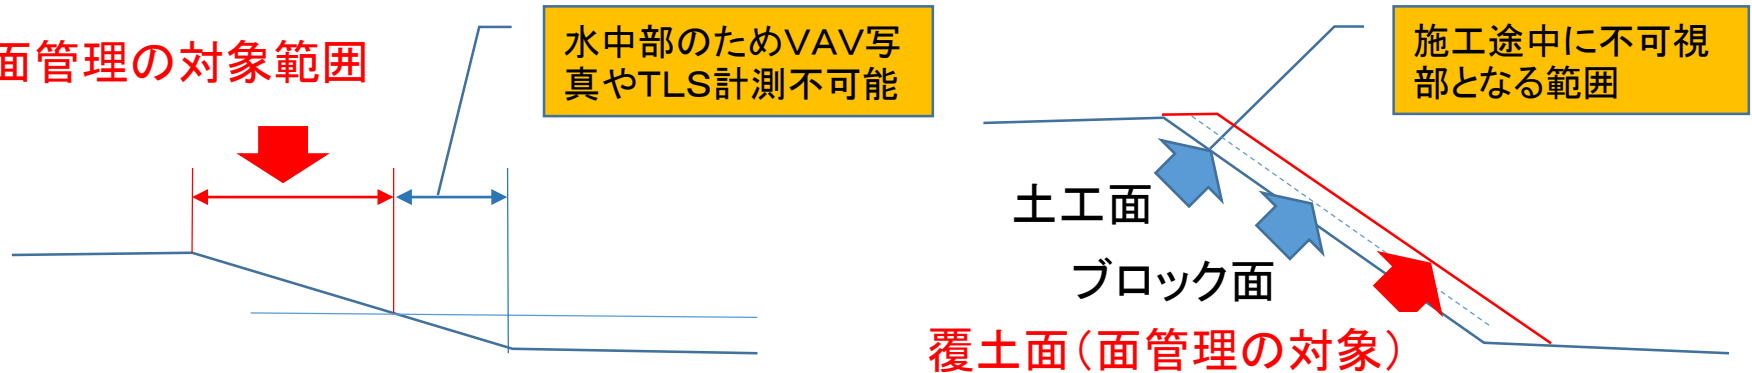 面管理の対象範囲
水中部のためVAV写
真やTLS計測不可能
施工途中に不可視
部となる範囲
土工面
ブロック面
覆土面（面管理の対象）